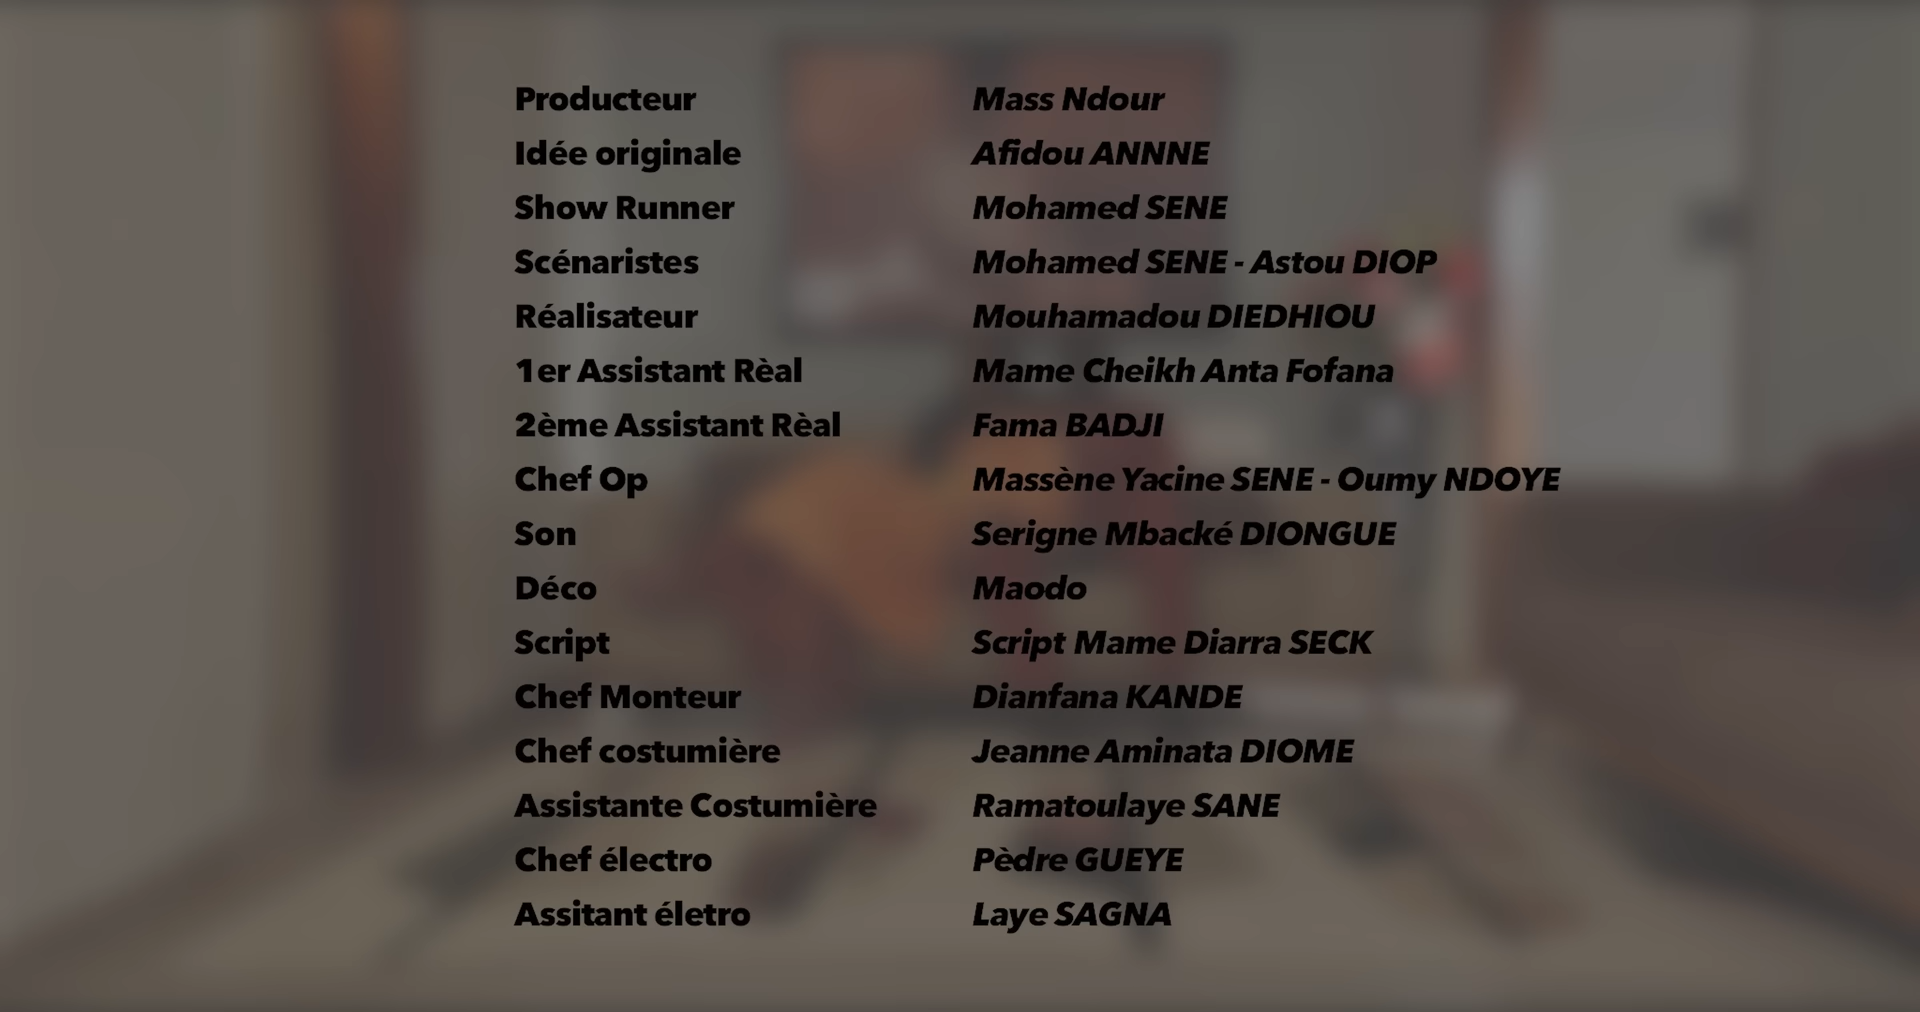 Producteur Mass Ndour
Idée originale Afidou ANNNE
Show Runner Mohamed SENE
Scénaristes Mohamed SENE - Astou DIOP
Réalisateur Mouhamadou DIEDHIOU
1er Assistant Rèal Mame Cheikh Anta Fofana
2ème Assistant Rèal Fama BADJI
Chef Op Massène Yacine SENE - Oumy NDOYE
Son Serigne Mbacké DIONGUE
Déco Maodo
Script Script Mame Diarra SECK
Chef Monteur Dianfana KANDE
Chef costumière Jeanne Aminata DIOME
Assistante Costumière Ramatoulaye SANE
Chef électro Pèdre GUEYE
Assitant életro Laye SAGNA